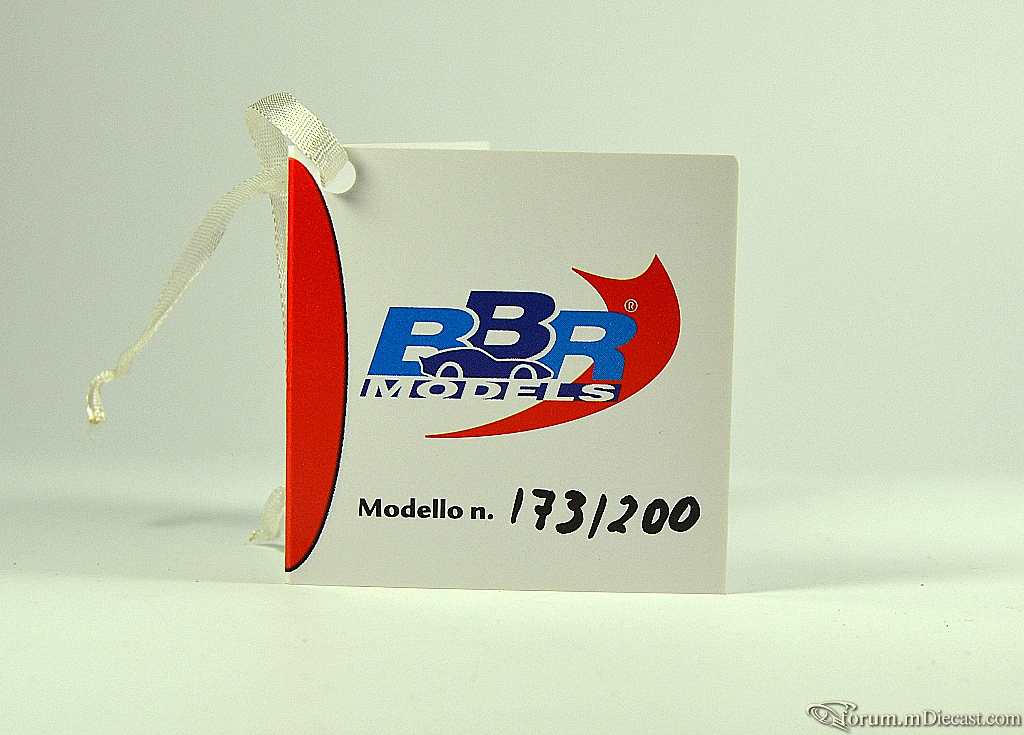 BBR®
MODELS
Modello n. 173/200
forum.mDiecast.com